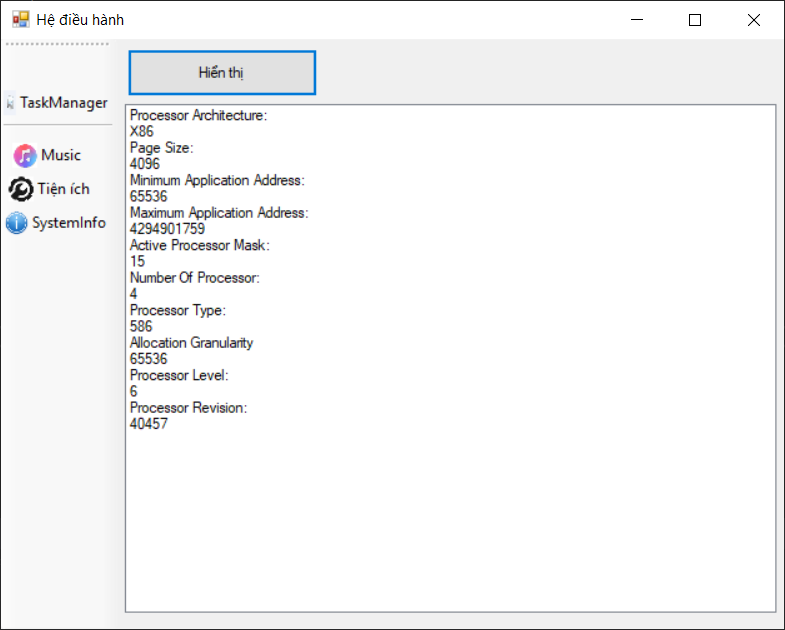 Hệ điều hành
TaskManager
Music
Tiện ích
SystemInfo
Hiển thị
Processor Architecture:
X86
Page Size:
4096
Minimum Application Address:
65536
Maximum Application Address:
4294901759
Active Processor Mask:
15
Number Of Processor:
4
Processor Type:
586
Allocation Granularity
65536
Processor Level:
6
Processor Revision:
40457